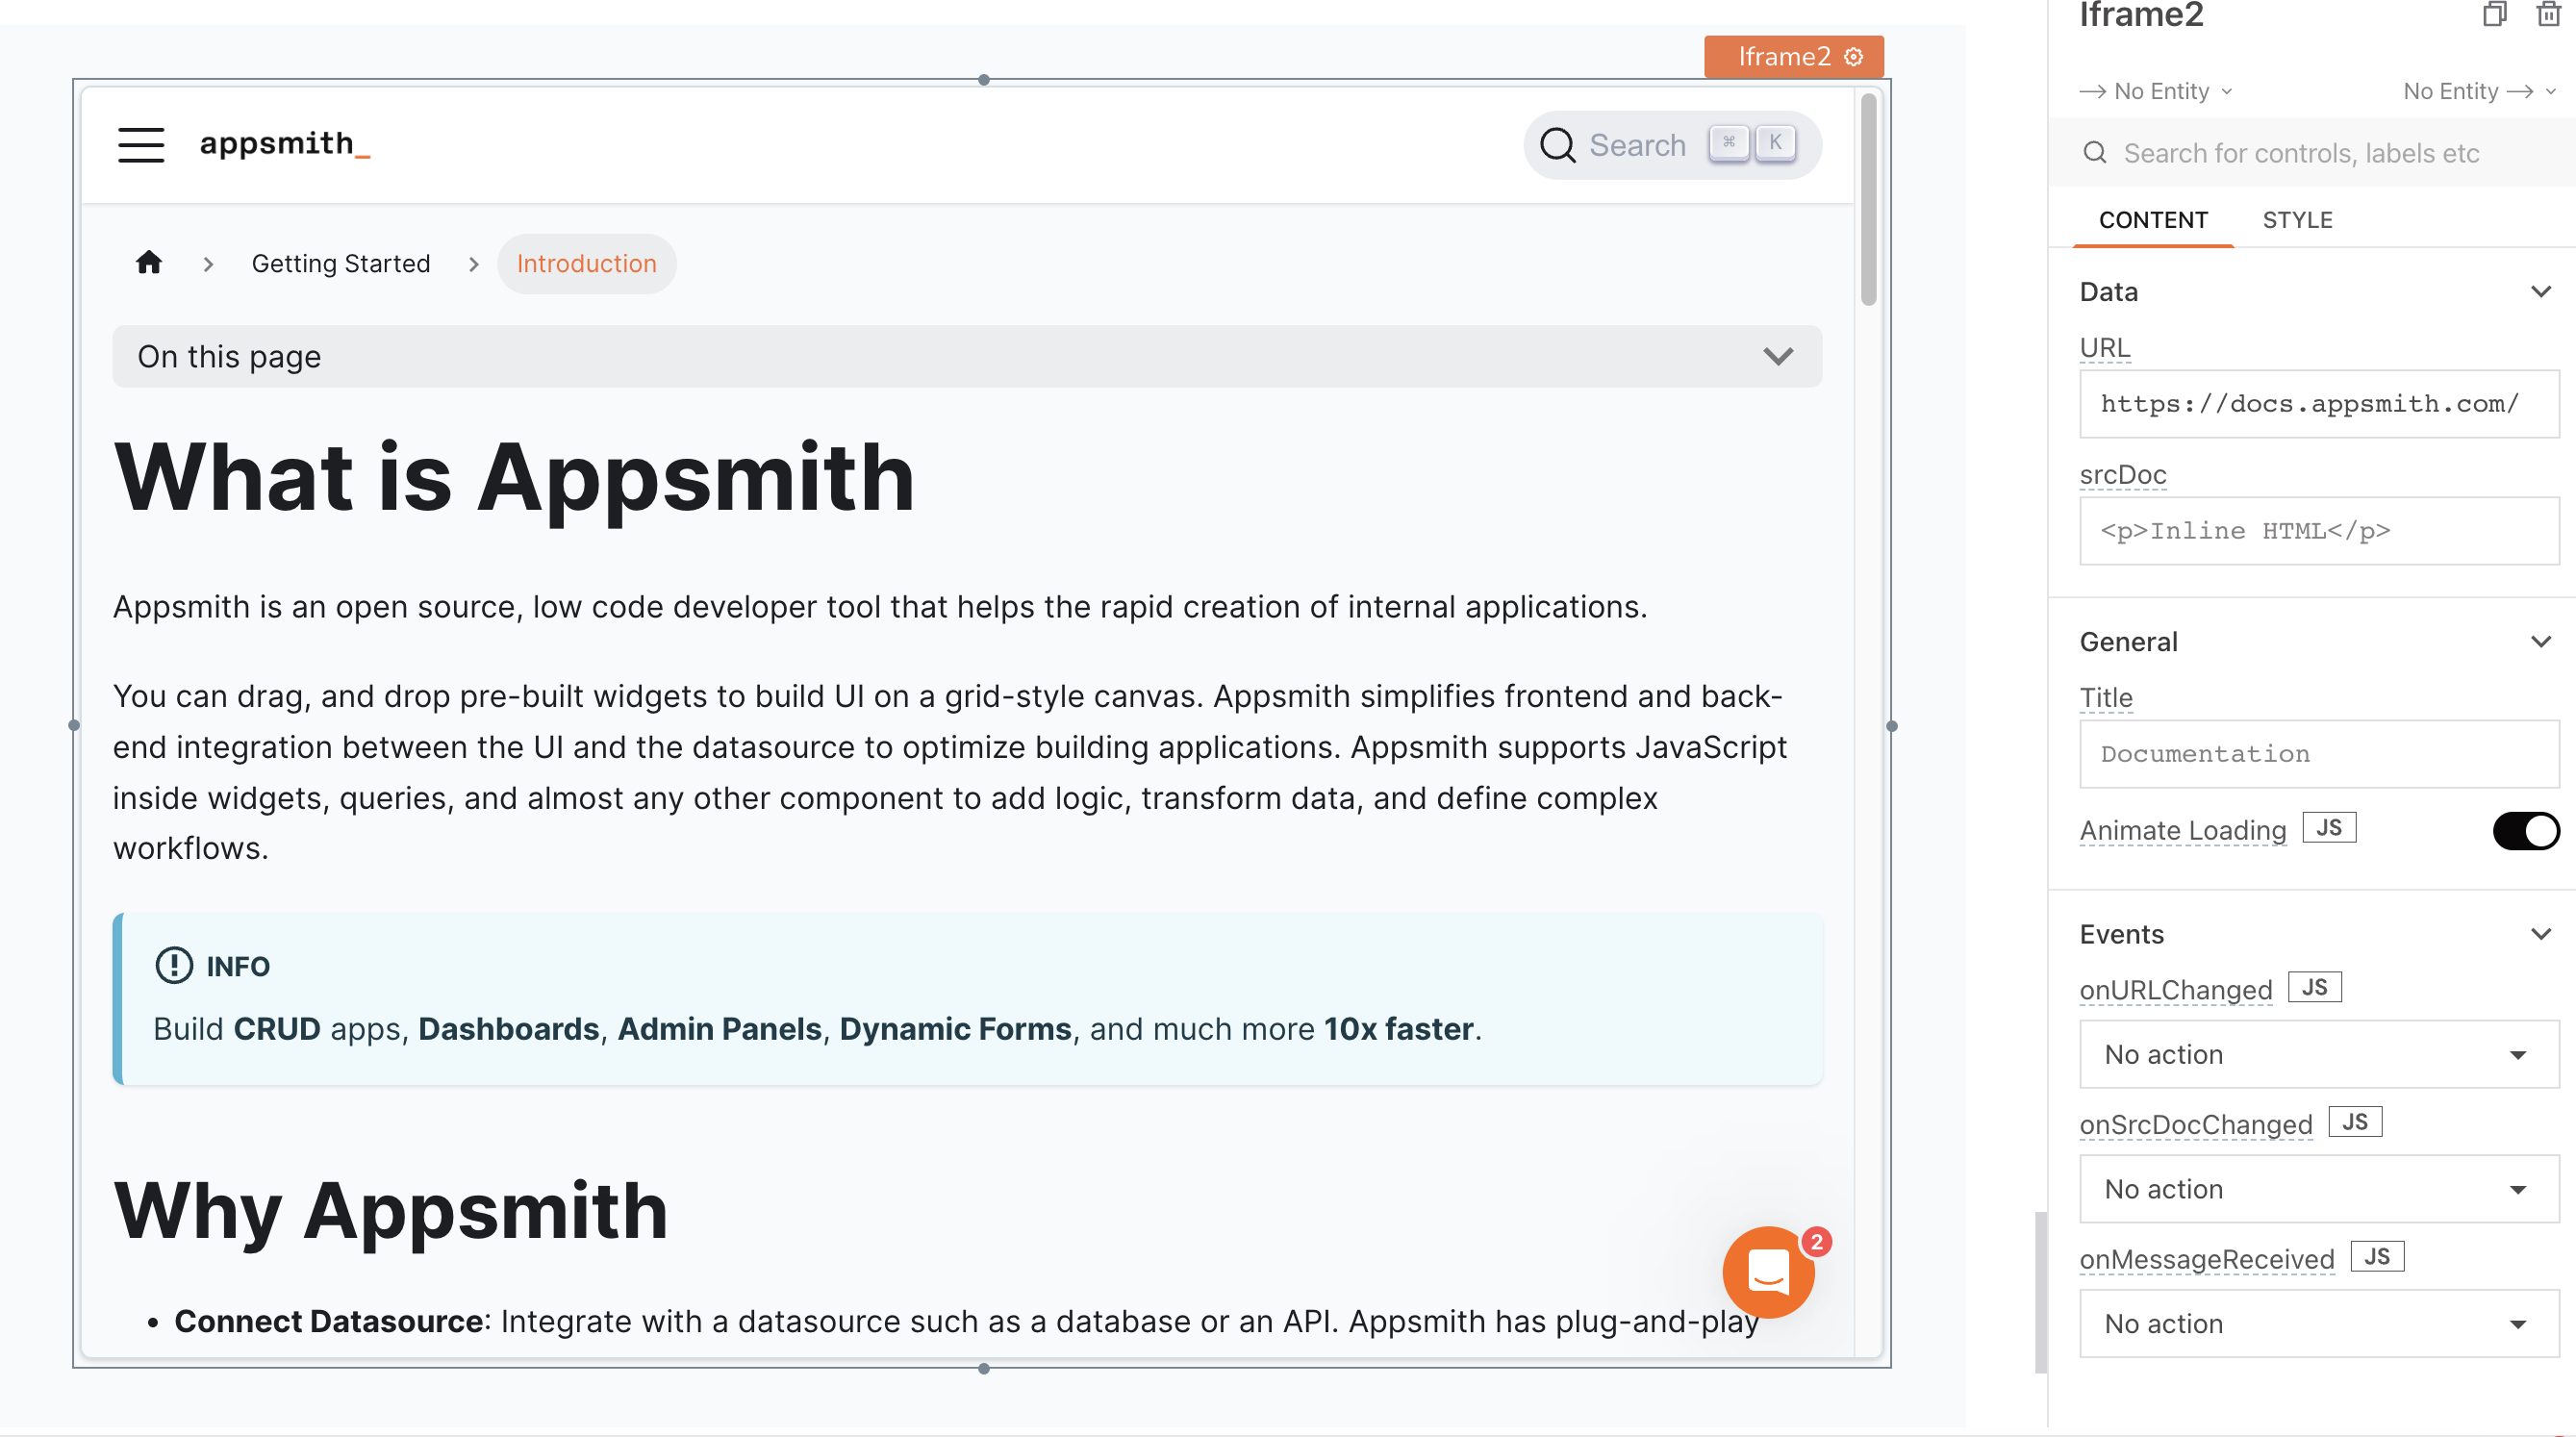 Iframe2
appsmith_
Search ⌘ K
Getting Started
Introduction
On this page
What is Appsmith
Appsmith is an open source, low code developer tool that helps the rapid creation of internal applications.
You can drag, and drop pre-built widgets to build UI on a grid-style canvas. Appsmith simplifies frontend and back-
end integration between the UI and the datasource to optimize building applications. Appsmith supports JavaScript
inside widgets, queries, and almost any other component to add logic, transform data, and define complex
workflows.
INFO
Build CRUD apps, Dashboards, Admin Panels, Dynamic Forms, and much more 10x faster.
Why Appsmith
2
• Connect Datasource: Integrate with a datasource such as a database or an API. Appsmith has plug-and-play
Iframe2
No Entity
No Entity
Search for controls, labels etc
CONTENT STYLE
Data
URL
https://docs.appsmith.com/
srcDoc
<p>Inline HTML</p>
General
Title
Documentation
Animate Loading JS
Events
onURLChanged JS
No action
onSrcDocChanged JS
No action
onMessageReceived JS
No action